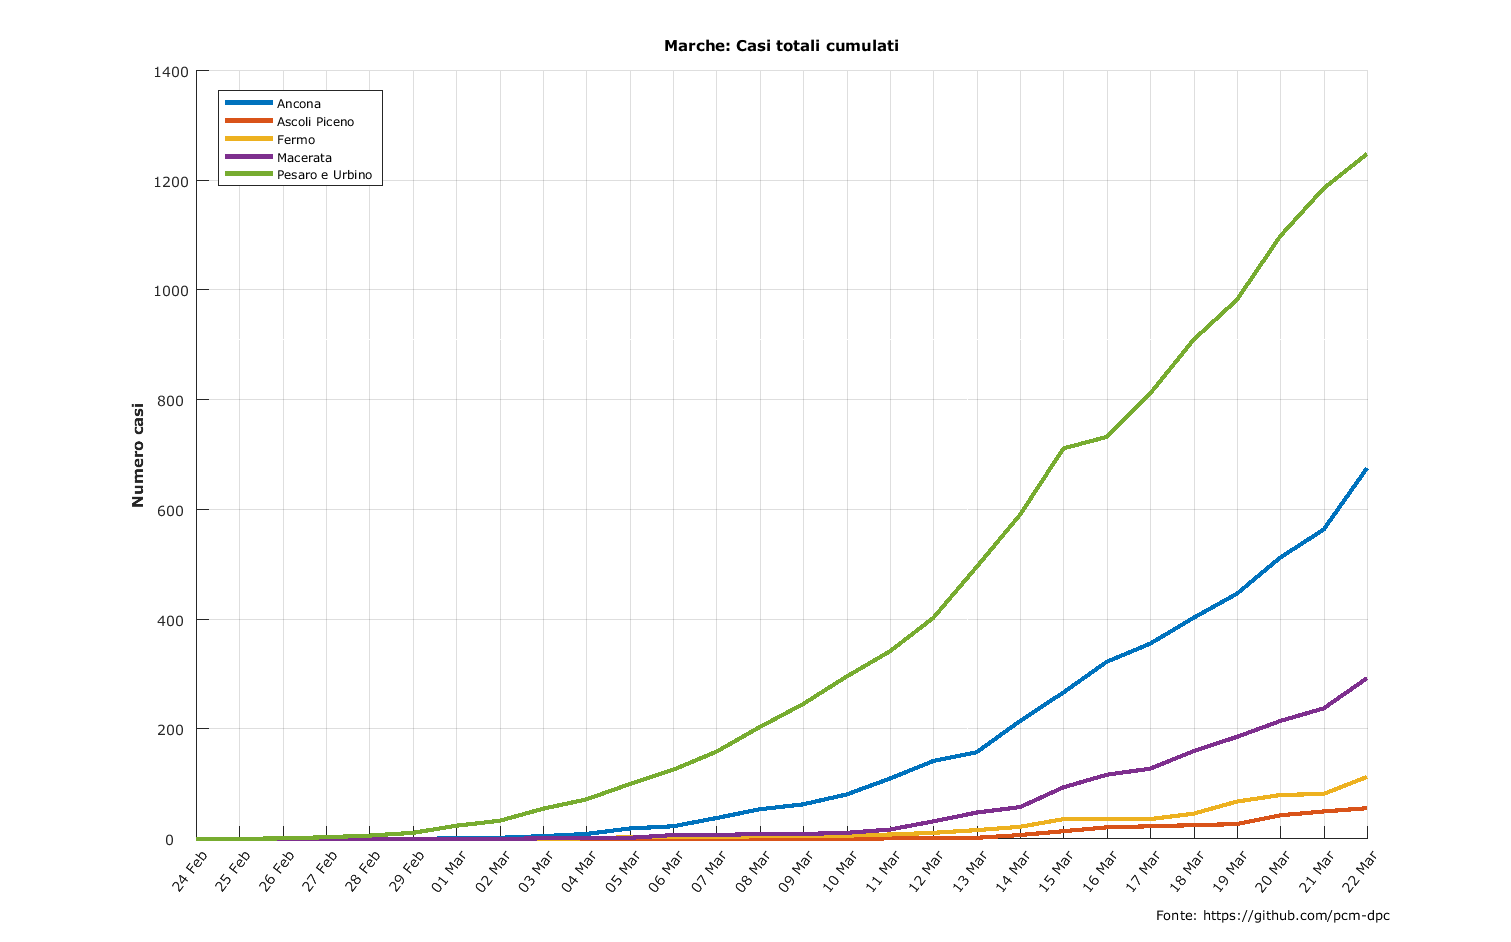 Marche: Casi totali cumulati
Numero casi
1400
1200
1000
800
600
400
200
0
Ancona
Ascoli Piceno
Fermo
Macerata
Pesaro e Urbino
24 Feb
25 Feb
26 Feb
27 Feb
28 Feb
29 Feb
01 Mar
02 Mar
03 Mar
04 Mar
05 Mar
06 Mar
07 Mar
08 Mar
09 Mar
10 Mar
11 Mar
12 Mar
13 Mar
14 Mar
15 Mar
16 Mar
17 Mar
18 Mar
19 Mar
20 Mar
21 Mar
22 Mar
Fonte: https://github.com/pcm-dpc